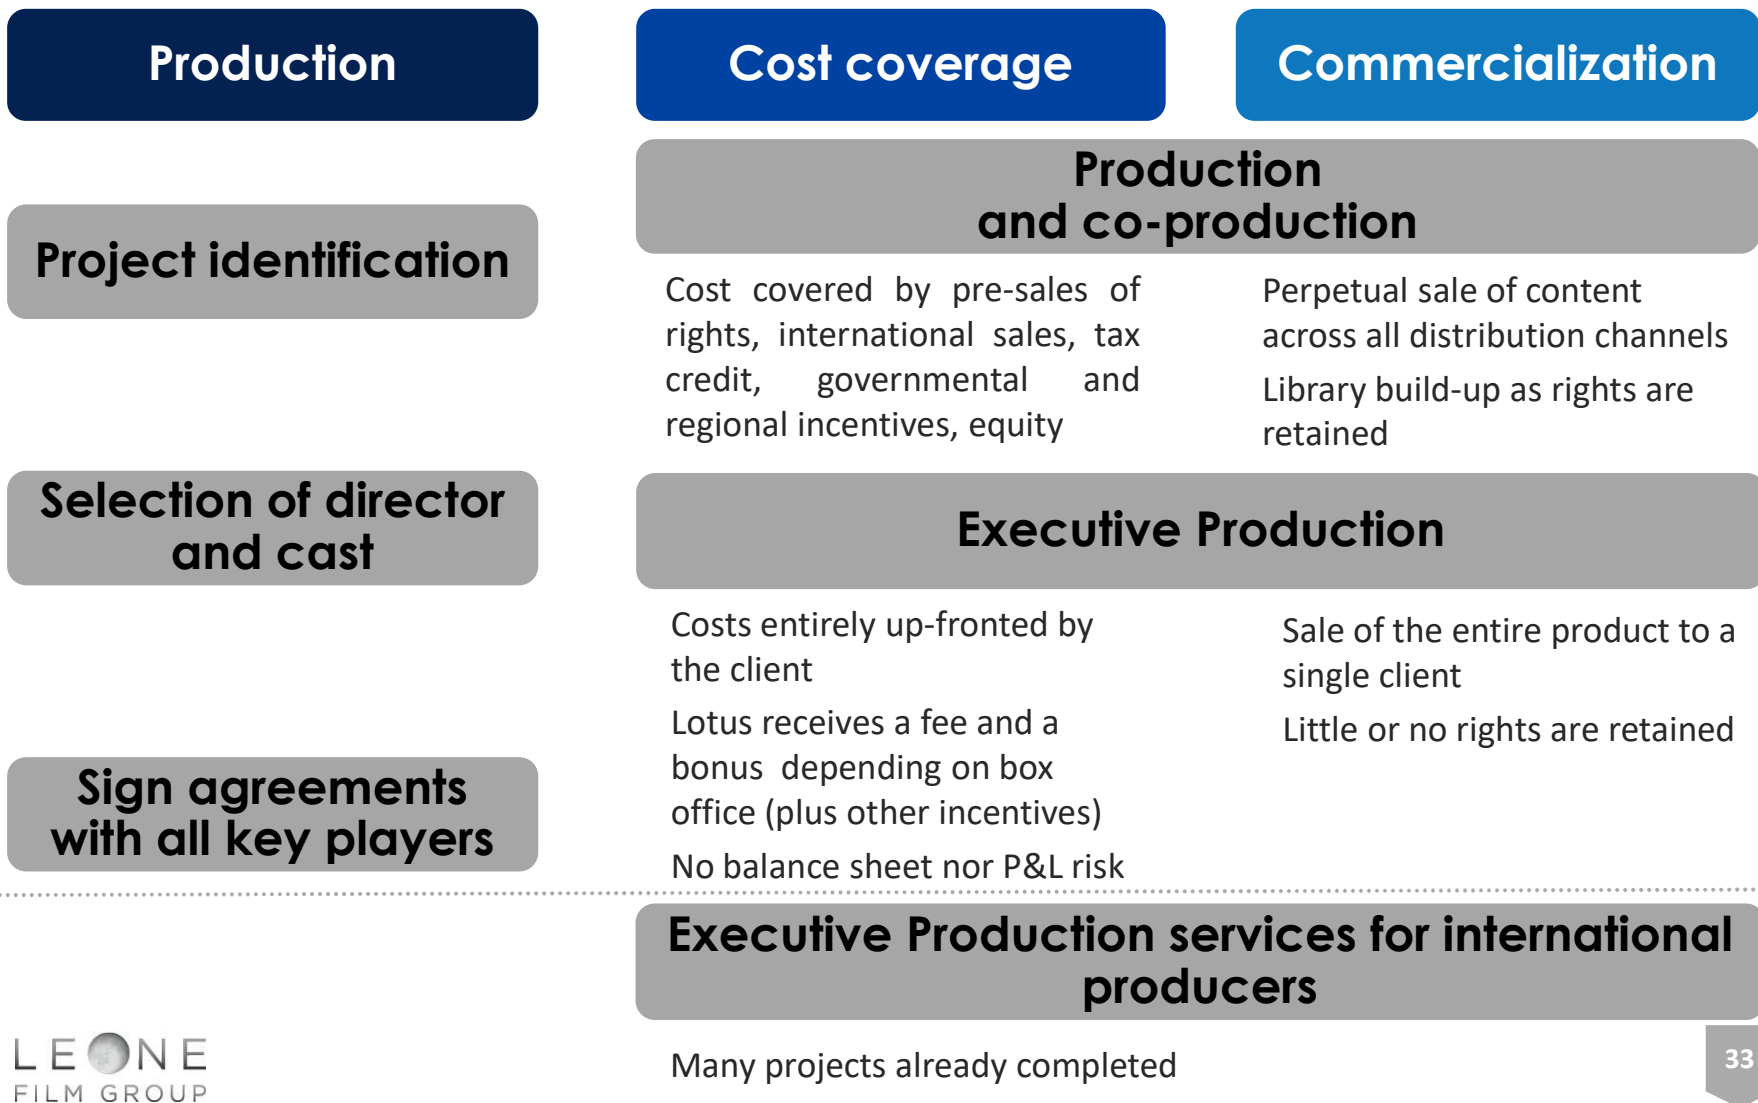 Production
Cost coverage
Commercialization
Project identification
Selection of director
and cast
Sign agreements
with all key players
Production
and co-production
Cost covered by pre-sales of
rights, international sales, tax
credit, governmental and
regional incentives, equity
Perpetual sale of content
across all distribution channels
Library build-up as rights are
retained
Executive Production
Costs entirely up-fronted by
the client
Lotus receives a fee and a
bonus  depending on box
office (plus other incentives)
No balance sheet nor P&L risk
Sale of the entire product to a
single client
Little or no rights are retained
Executive Production services for international
producers
Many projects already completed
LEONE
FILM GROUP
33